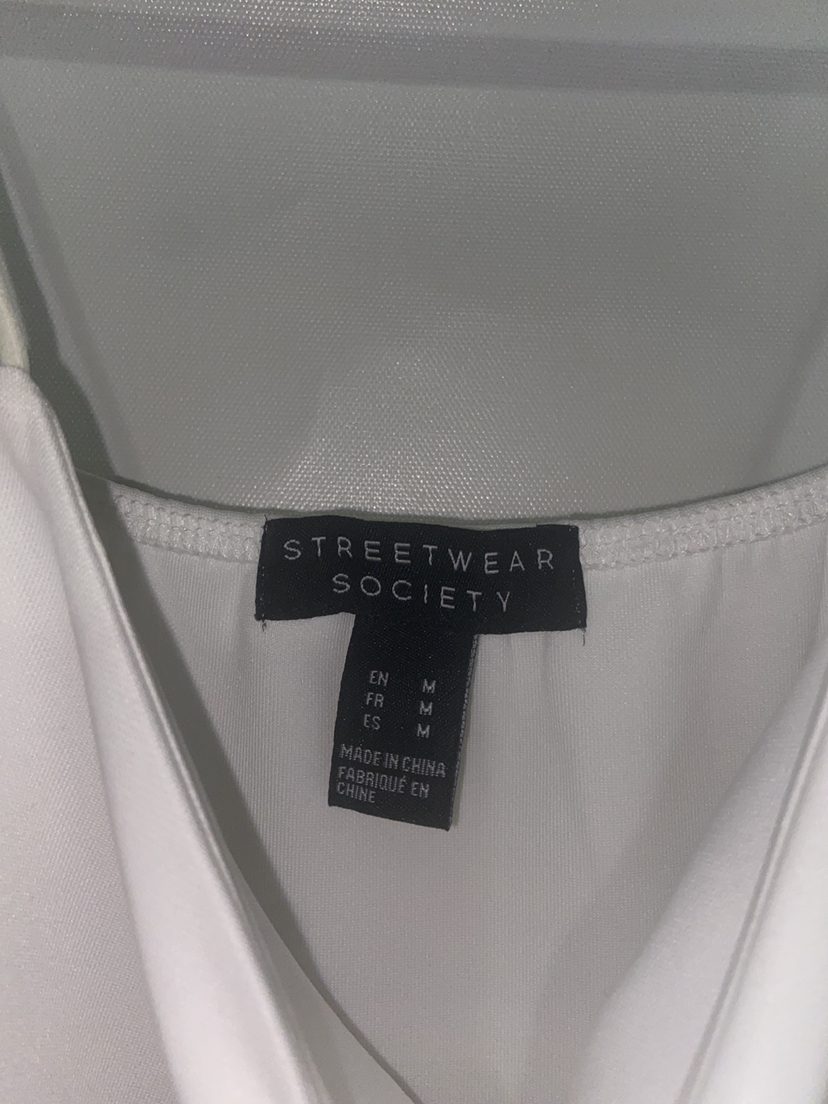 STREETWEAR
SOCIETY
EN M
FR M
ES M
MADE IN CHINA
FABRIQUÉ EN
CHINE